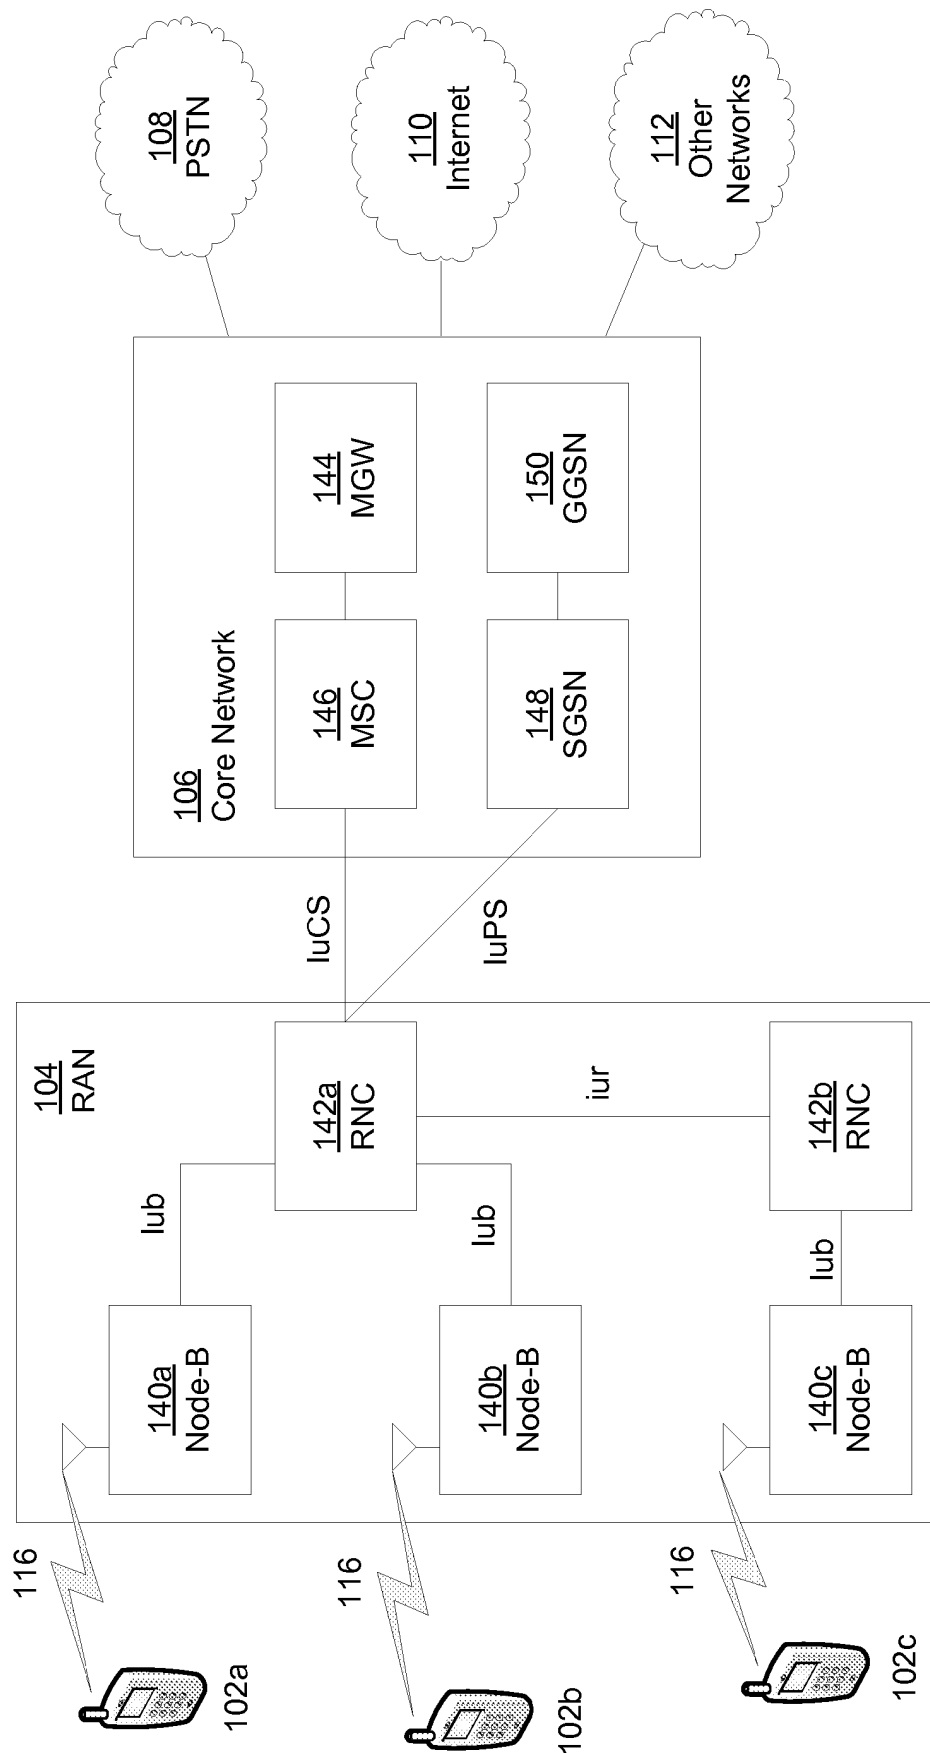 108
PSTN
110
Internet
112
Other
Networks
106
Core Network
144
MGW
146
MSC
150
GGSN
148
SGSN
IuCS
IuPS
104
RAN
142a
RNC
142b
RNC
iur
Iub
Iub
Iub
140a
Node-B
140b
Node-B
140c
Node-B
116
116
116
102a
102b
102c